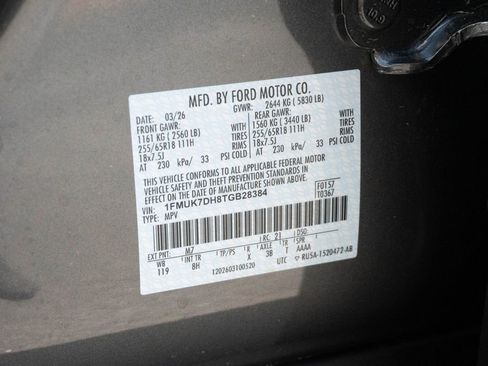 MFD. BY FORD MOTOR CO.
DATE: 03/26 GVWR: 2644 KG ( 5830 LB)
FRONT GAWR: REAR GAWR:
1161 KG ( 2560 LB) WITH 1560 KG ( 3440 LB) WITH
255/65R18 111H TIRES 255/65R18 111H TIRES
18x7.5J RIMS 18x7.5J RIMS
AT 230 kPa/ 33 PSI COLD AT 230 kPa/ 33 PSI COLD
THIS VEHICLE CONFORMS TO ALL APPLICABLE FEDERAL MOTOR
VEHICLE SAFETY AND THEFT PREVENTION STANDARDS IN
EFFECT ON THE DATE OF MANUFACTURE SHOWN ABOVE.
VIN: 1FMUK7DH8TGB28384 F0157
TYPE: MPV T0367
EXT PNT: M7 RC: 21 DSO:
WB INT TR TP/PS R AXLE TR SPR
119 8H X 38 T AAAA
1202603100520 UTC RU5A-1520472-AB